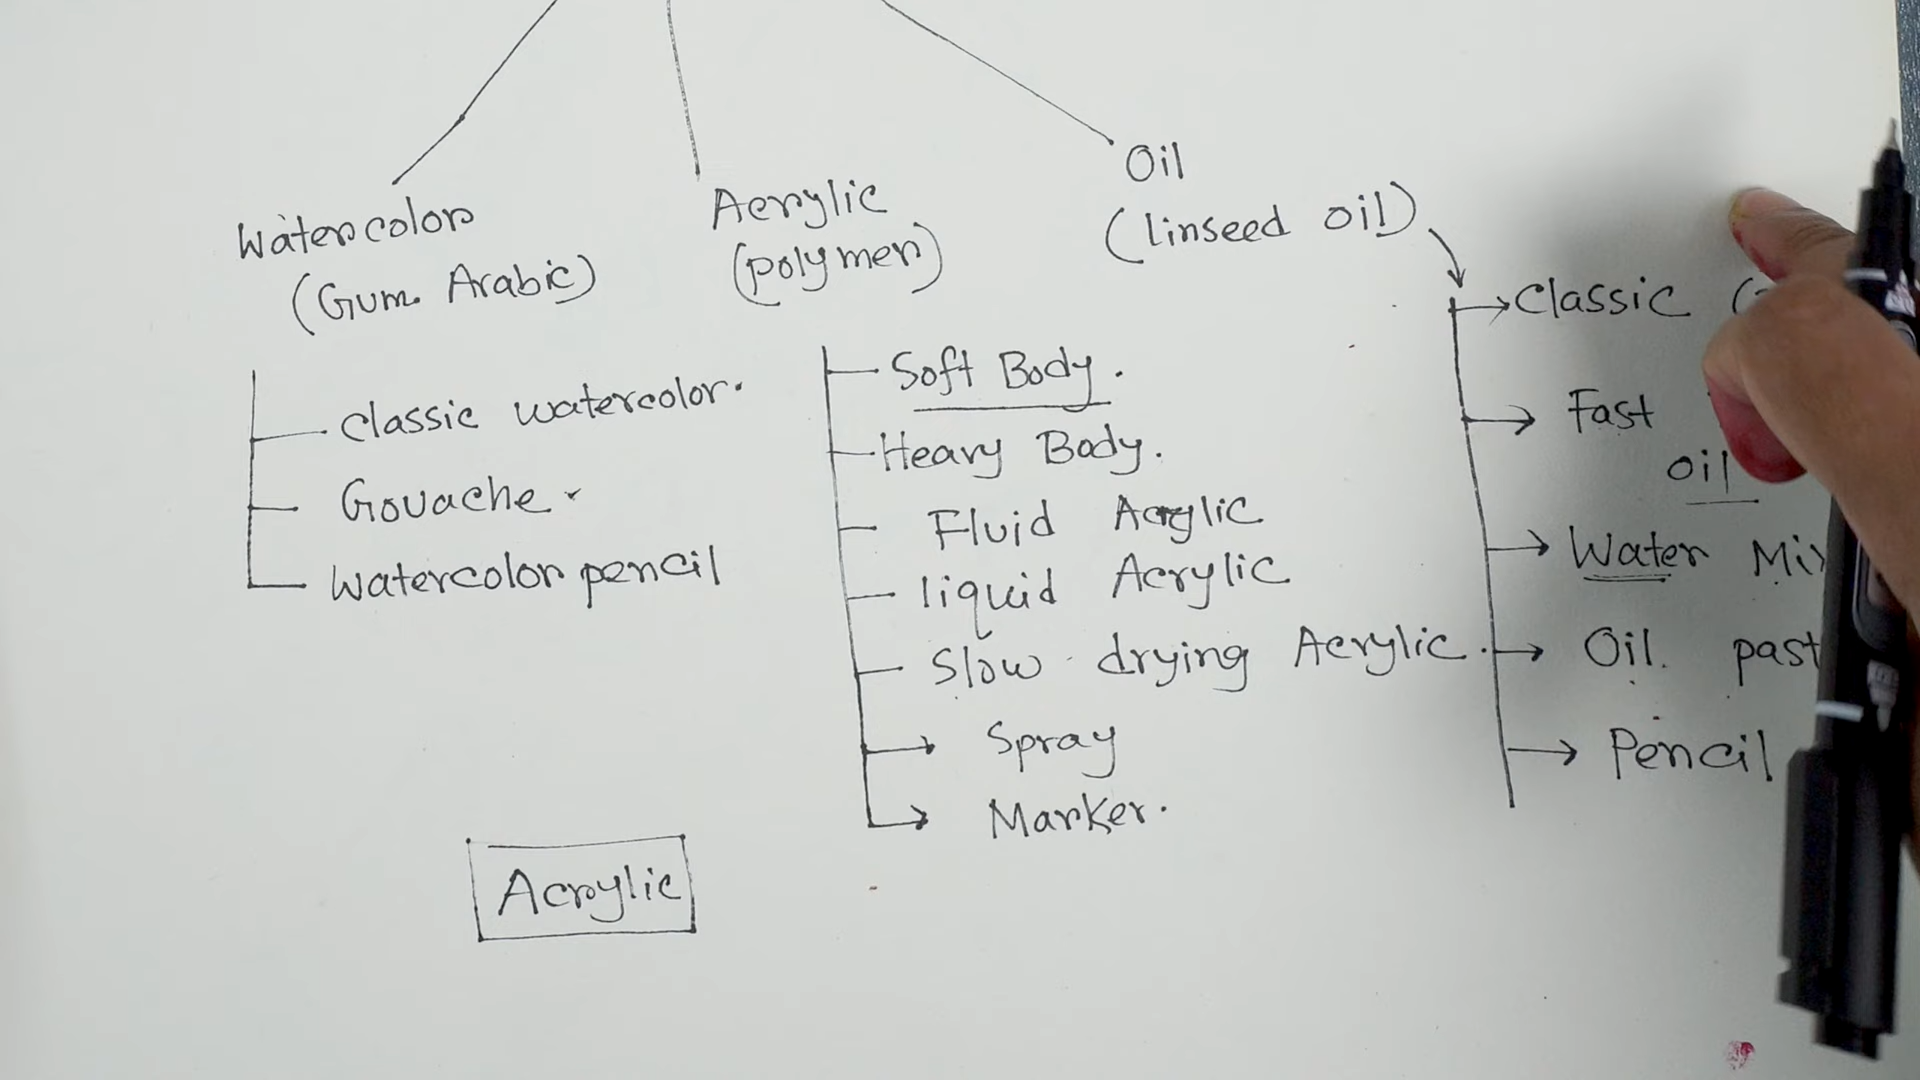 Watercolor
(Gum Arabic)
classic watercolor.
Gouache
watercolor pencil
Acrylic
(polymer)
Soft Body.
Heavy Body.
Fluid Acrylic
liquid Acrylic
Slow drying Acrylic.
Spray
Marker.
Oil
(linseed oil)
Classic
Fast
oil
Water
Oil.
Pencil
Acrylic